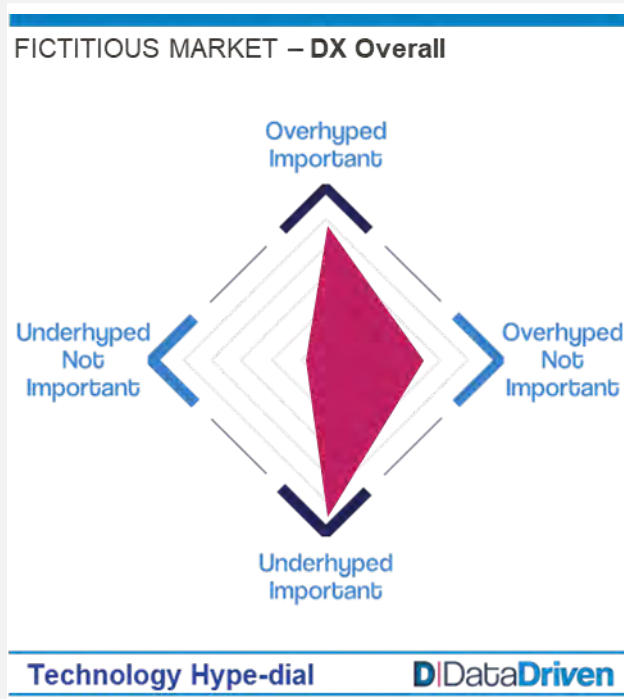 FICTITIOUS MARKET – DX Overall
Overhyped
Important
Underhyped
Not
Important
Overhyped
Not
Important
Underhyped
Important
Technology Hype-dial
D|DataDriven